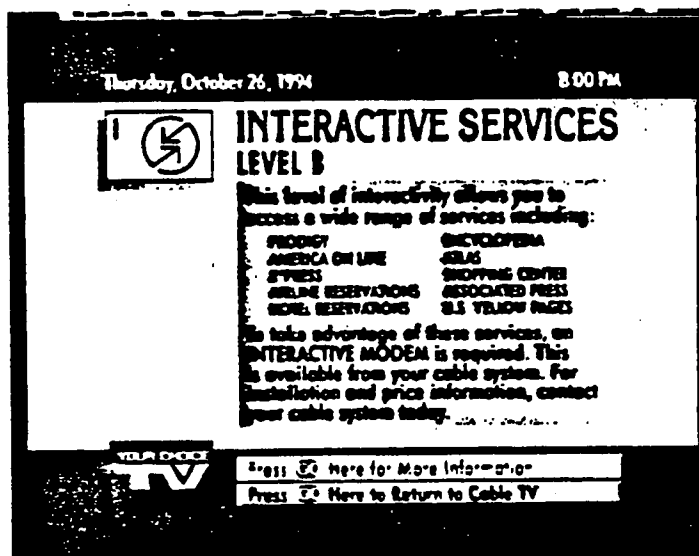 Thursday, October 26, 1994
8:00 PM
INTERACTIVE SERVICES
LEVEL B
This level of interactivity allows you to
access a wide range of services including:
PRODIGY
AMERICA ON LINE
X*PRESS
AIRLINE RESERVATIONS
HOTEL RESERVATIONS
ENCYCLOPEDIA
ATLAS
SHOPPING CENTER
ASSOCIATED PRESS
U.S. YELLOW PAGES
To take advantage of these services, an
INTERACTIVE MODEM is required. This
is available from your cable system. For
installation and price information, contact
your cable system today.
YOUR CHOICE
TV
Press Here for More Information
Press Here to Return to Cable TV